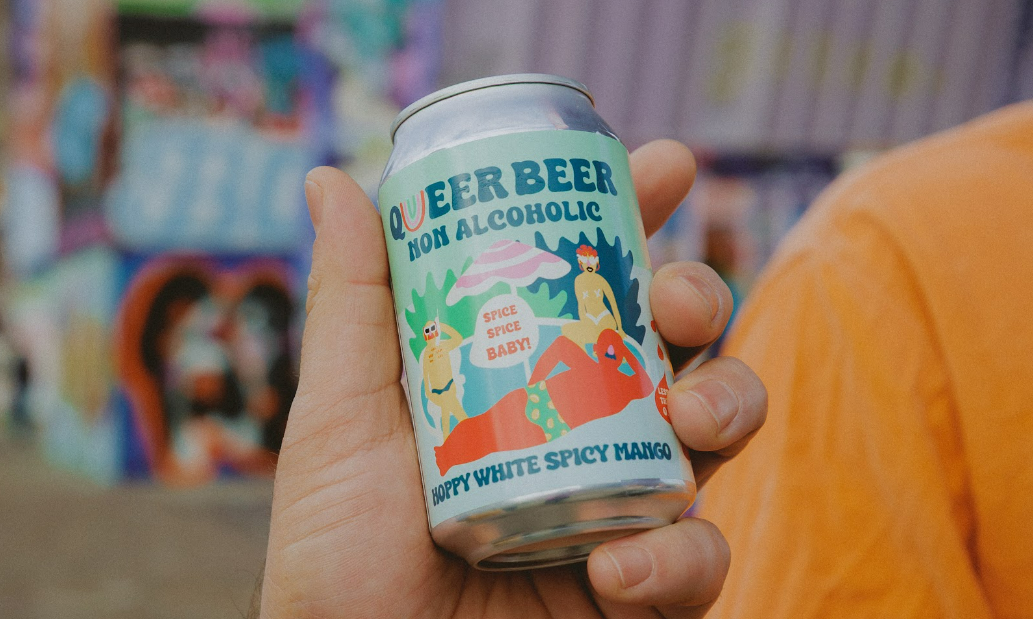 QUEER BEER
NON ALCOHOLIC
SPICE
SPICE
BABY!
HOPPY WHITE SPICY MANGO